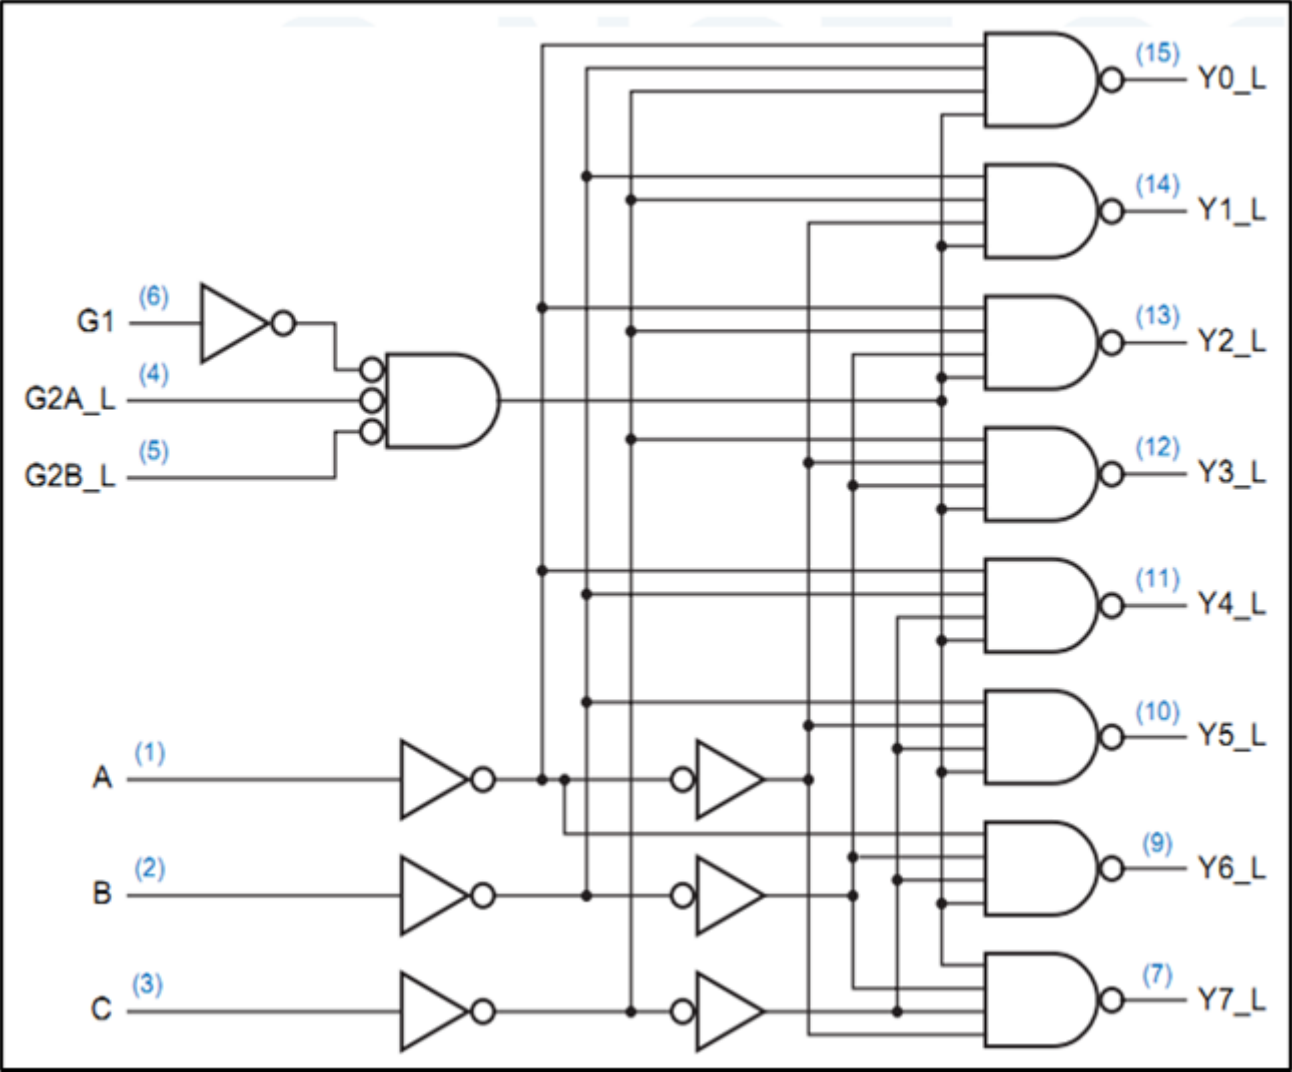 (15) Y0_L
(14) Y1_L
(6)
G1
(13) Y2_L
(4)
G2A_L
(5)
G2B_L
(12) Y3_L
(11) Y4_L
(10) Y5_L
(1)
A
(2)
B
(9) Y6_L
(3)
C
(7) Y7_L